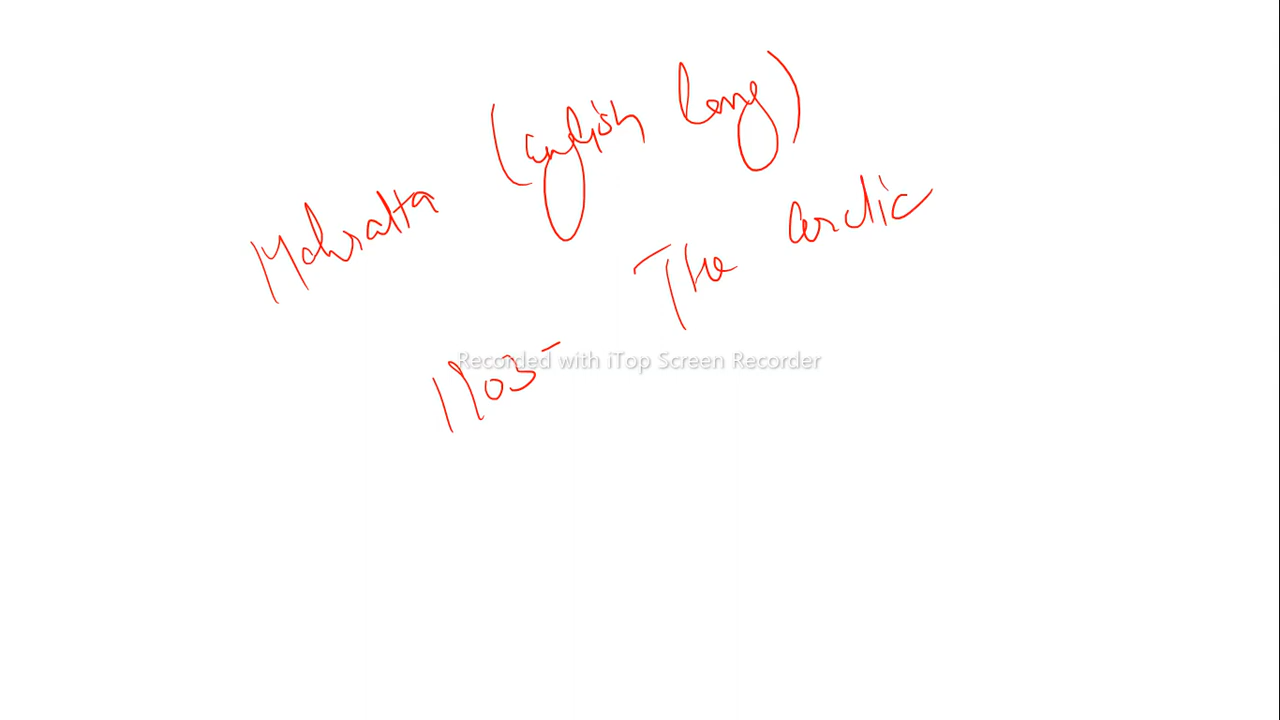 Mahratta (English lang)
1903 - The arctic
Recorded with iTop Screen Recorder